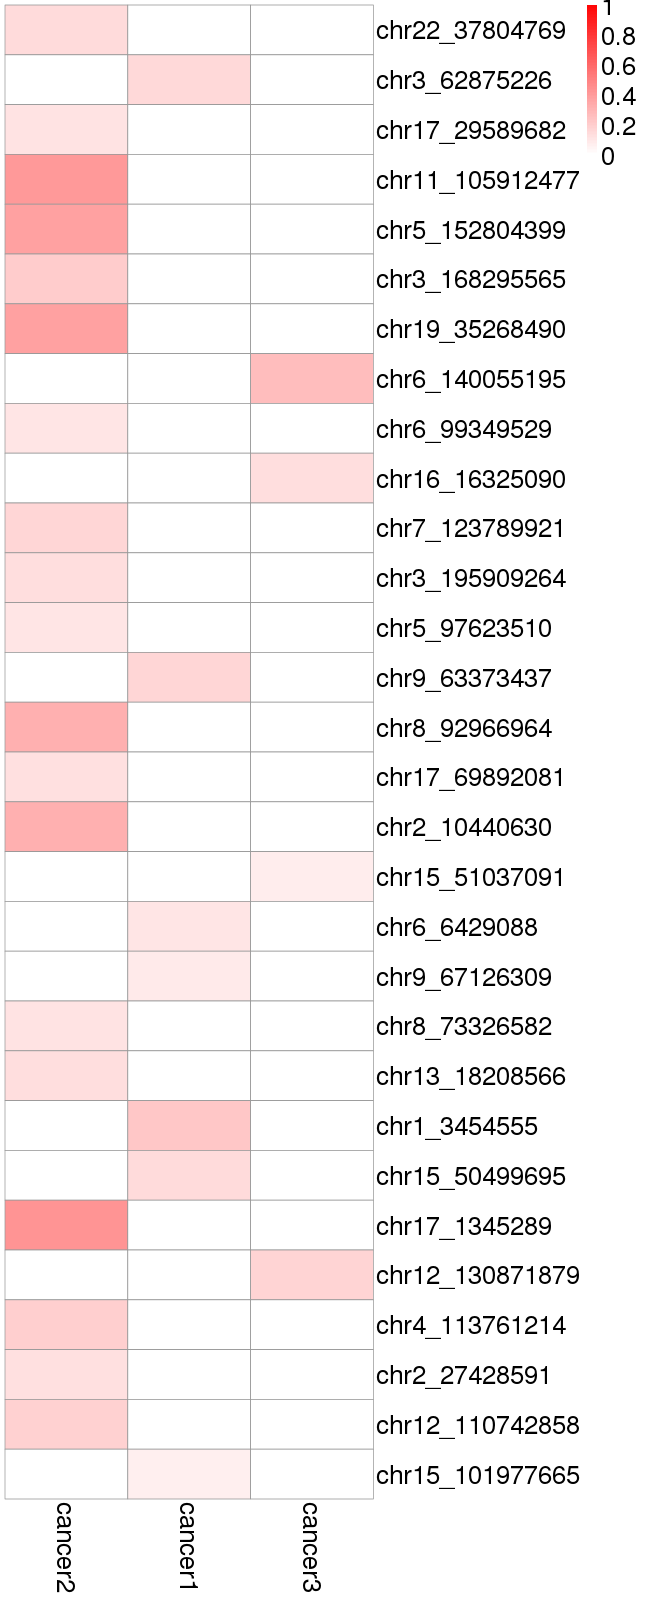 chr22_37804769
chr3_62875226
chr17_29589682
chr11_105912477
chr5_152804399
chr3_168295565
chr19_35268490
chr6_140055195
chr6_99349529
chr16_16325090
chr7_123789921
chr3_195909264
chr5_97623510
chr9_63373437
chr8_92966964
chr17_69892081
chr2_10440630
chr15_51037091
chr6_6429088
chr9_67126309
chr8_73326582
chr13_18208566
chr1_3454555
chr15_50499695
chr17_1345289
chr12_130871879
chr4_113761214
chr2_27428591
chr12_110742858
chr15_101977665
cancer2
cancer1
cancer3
1
0.8
0.6
0.4
0.2
0